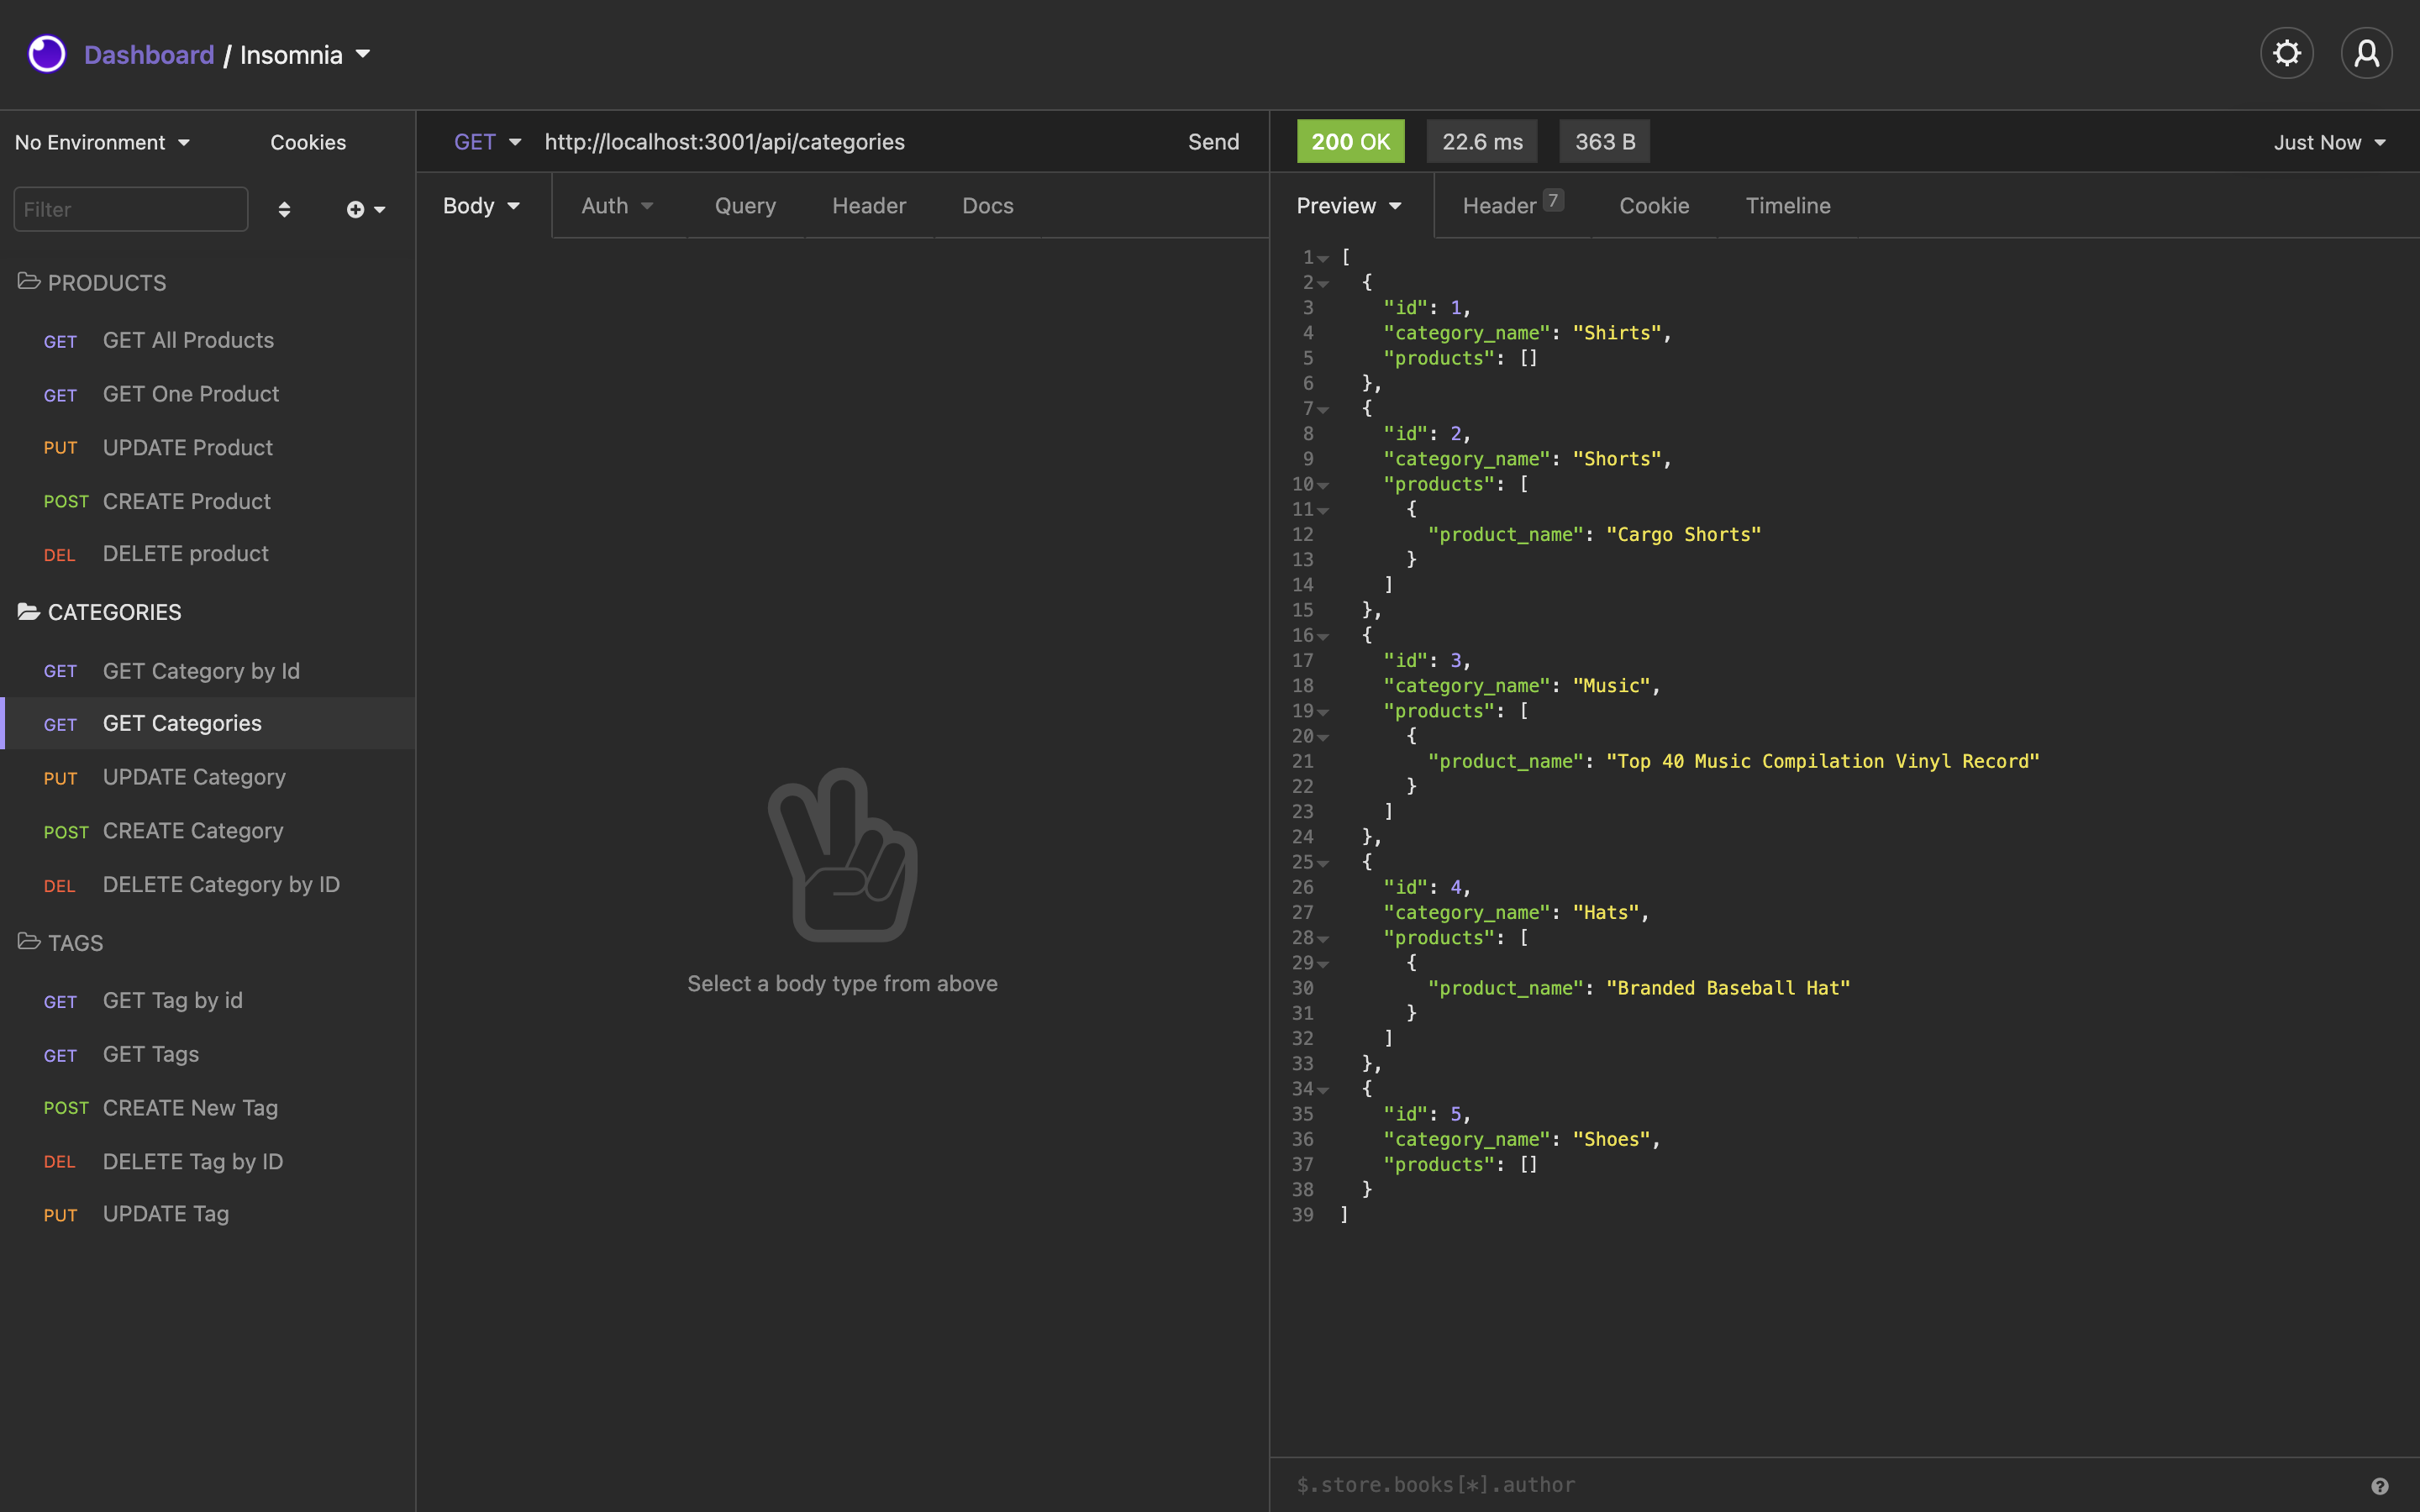 Dashboard / Insomnia
No Environment Cookies
Filter
PRODUCTS
GET GET All Products
GET GET One Product
PUT UPDATE Product
POST CREATE Product
DEL DELETE product
CATEGORIES
GET GET Category by Id
GET GET Categories
PUT UPDATE Category
POST CREATE Category
DEL DELETE Category by ID
TAGS
GET GET Tag by id
GET GET Tags
POST CREATE New Tag
DEL DELETE Tag by ID
PUT UPDATE Tag
GET http://localhost:3001/api/categories Send
Body Auth Query Header Docs
Select a body type from above
200 OK 22.6 ms 363 B Just Now
Preview Header 7 Cookie Timeline
1 [
2 {
3 "id": 1,
4 "category_name": "Shirts",
5 "products": []
6 },
7 {
8 "id": 2,
9 "category_name": "Shorts",
10 "products": [
11 {
12 "product_name": "Cargo Shorts"
13 }
14 ]
15 },
16 {
17 "id": 3,
18 "category_name": "Music",
19 "products": [
20 {
21 "product_name": "Top 40 Music Compilation Vinyl Record"
22 }
23 ]
24 },
25 {
26 "id": 4,
27 "category_name": "Hats",
28 "products": [
29 {
30 "product_name": "Branded Baseball Hat"
31 }
32 ]
33 },
34 {
35 "id": 5,
36 "category_name": "Shoes",
37 "products": []
38 }
39 ]
$.store.books[*].author ?